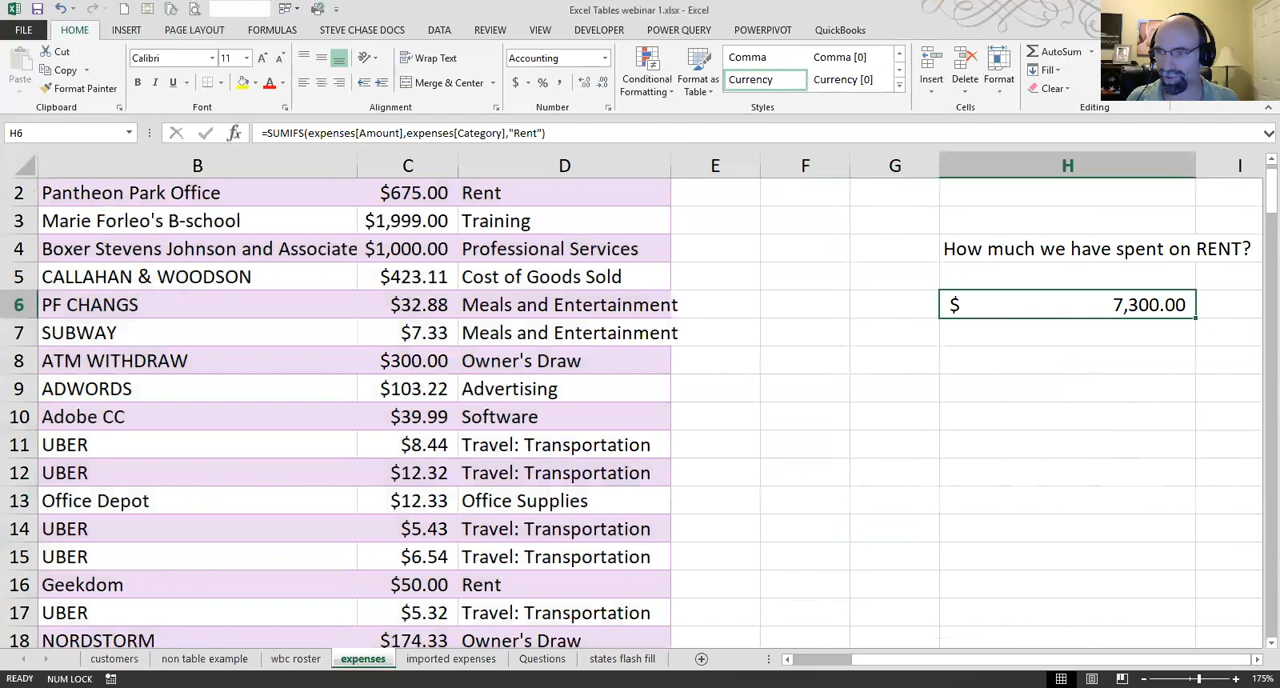 Excel Tables webinar 1.xlsx - Excel
FILE HOME INSERT PAGE LAYOUT FORMULAS STEVE CHASE DOCS DATA REVIEW VIEW DEVELOPER POWER QUERY POWERPIVOT QuickBooks
Cut
Copy
Format Painter
Paste
Clipboard
Calibri 11
B I U
Font
Wrap Text
Merge & Center
Alignment
Accounting
$ % ,
Number
Conditional Formatting
Format as Table
Comma Comma [0]
Currency Currency [0]
Styles
Insert Delete Format
Cells
AutoSum
Fill
Clear
Editing
H6 fx =SUMIFS(expenses[Amount],expenses[Category],"Rent")
B C D E F G H I
2 Pantheon Park Office $675.00 Rent
3 Marie Forleo's B-school $1,999.00 Training
4 Boxer Stevens Johnson and Associate $1,000.00 Professional Services How much we have spent on RENT?
5 CALLAHAN & WOODSON $423.11 Cost of Goods Sold
6 PF CHANGS $32.88 Meals and Entertainment $ 7,300.00
7 SUBWAY $7.33 Meals and Entertainment
8 ATM WITHDRAW $300.00 Owner's Draw
9 ADWORDS $103.22 Advertising
10 Adobe CC $39.99 Software
11 UBER $8.44 Travel: Transportation
12 UBER $12.32 Travel: Transportation
13 Office Depot $12.33 Office Supplies
14 UBER $5.43 Travel: Transportation
15 UBER $6.54 Travel: Transportation
16 Geekdom $50.00 Rent
17 UBER $5.32 Travel: Transportation
18 NORDSTORM $174.33 Owner's Draw
customers non table example wbc roster expenses imported expenses Questions states flash fill
READY NUM LOCK 175%